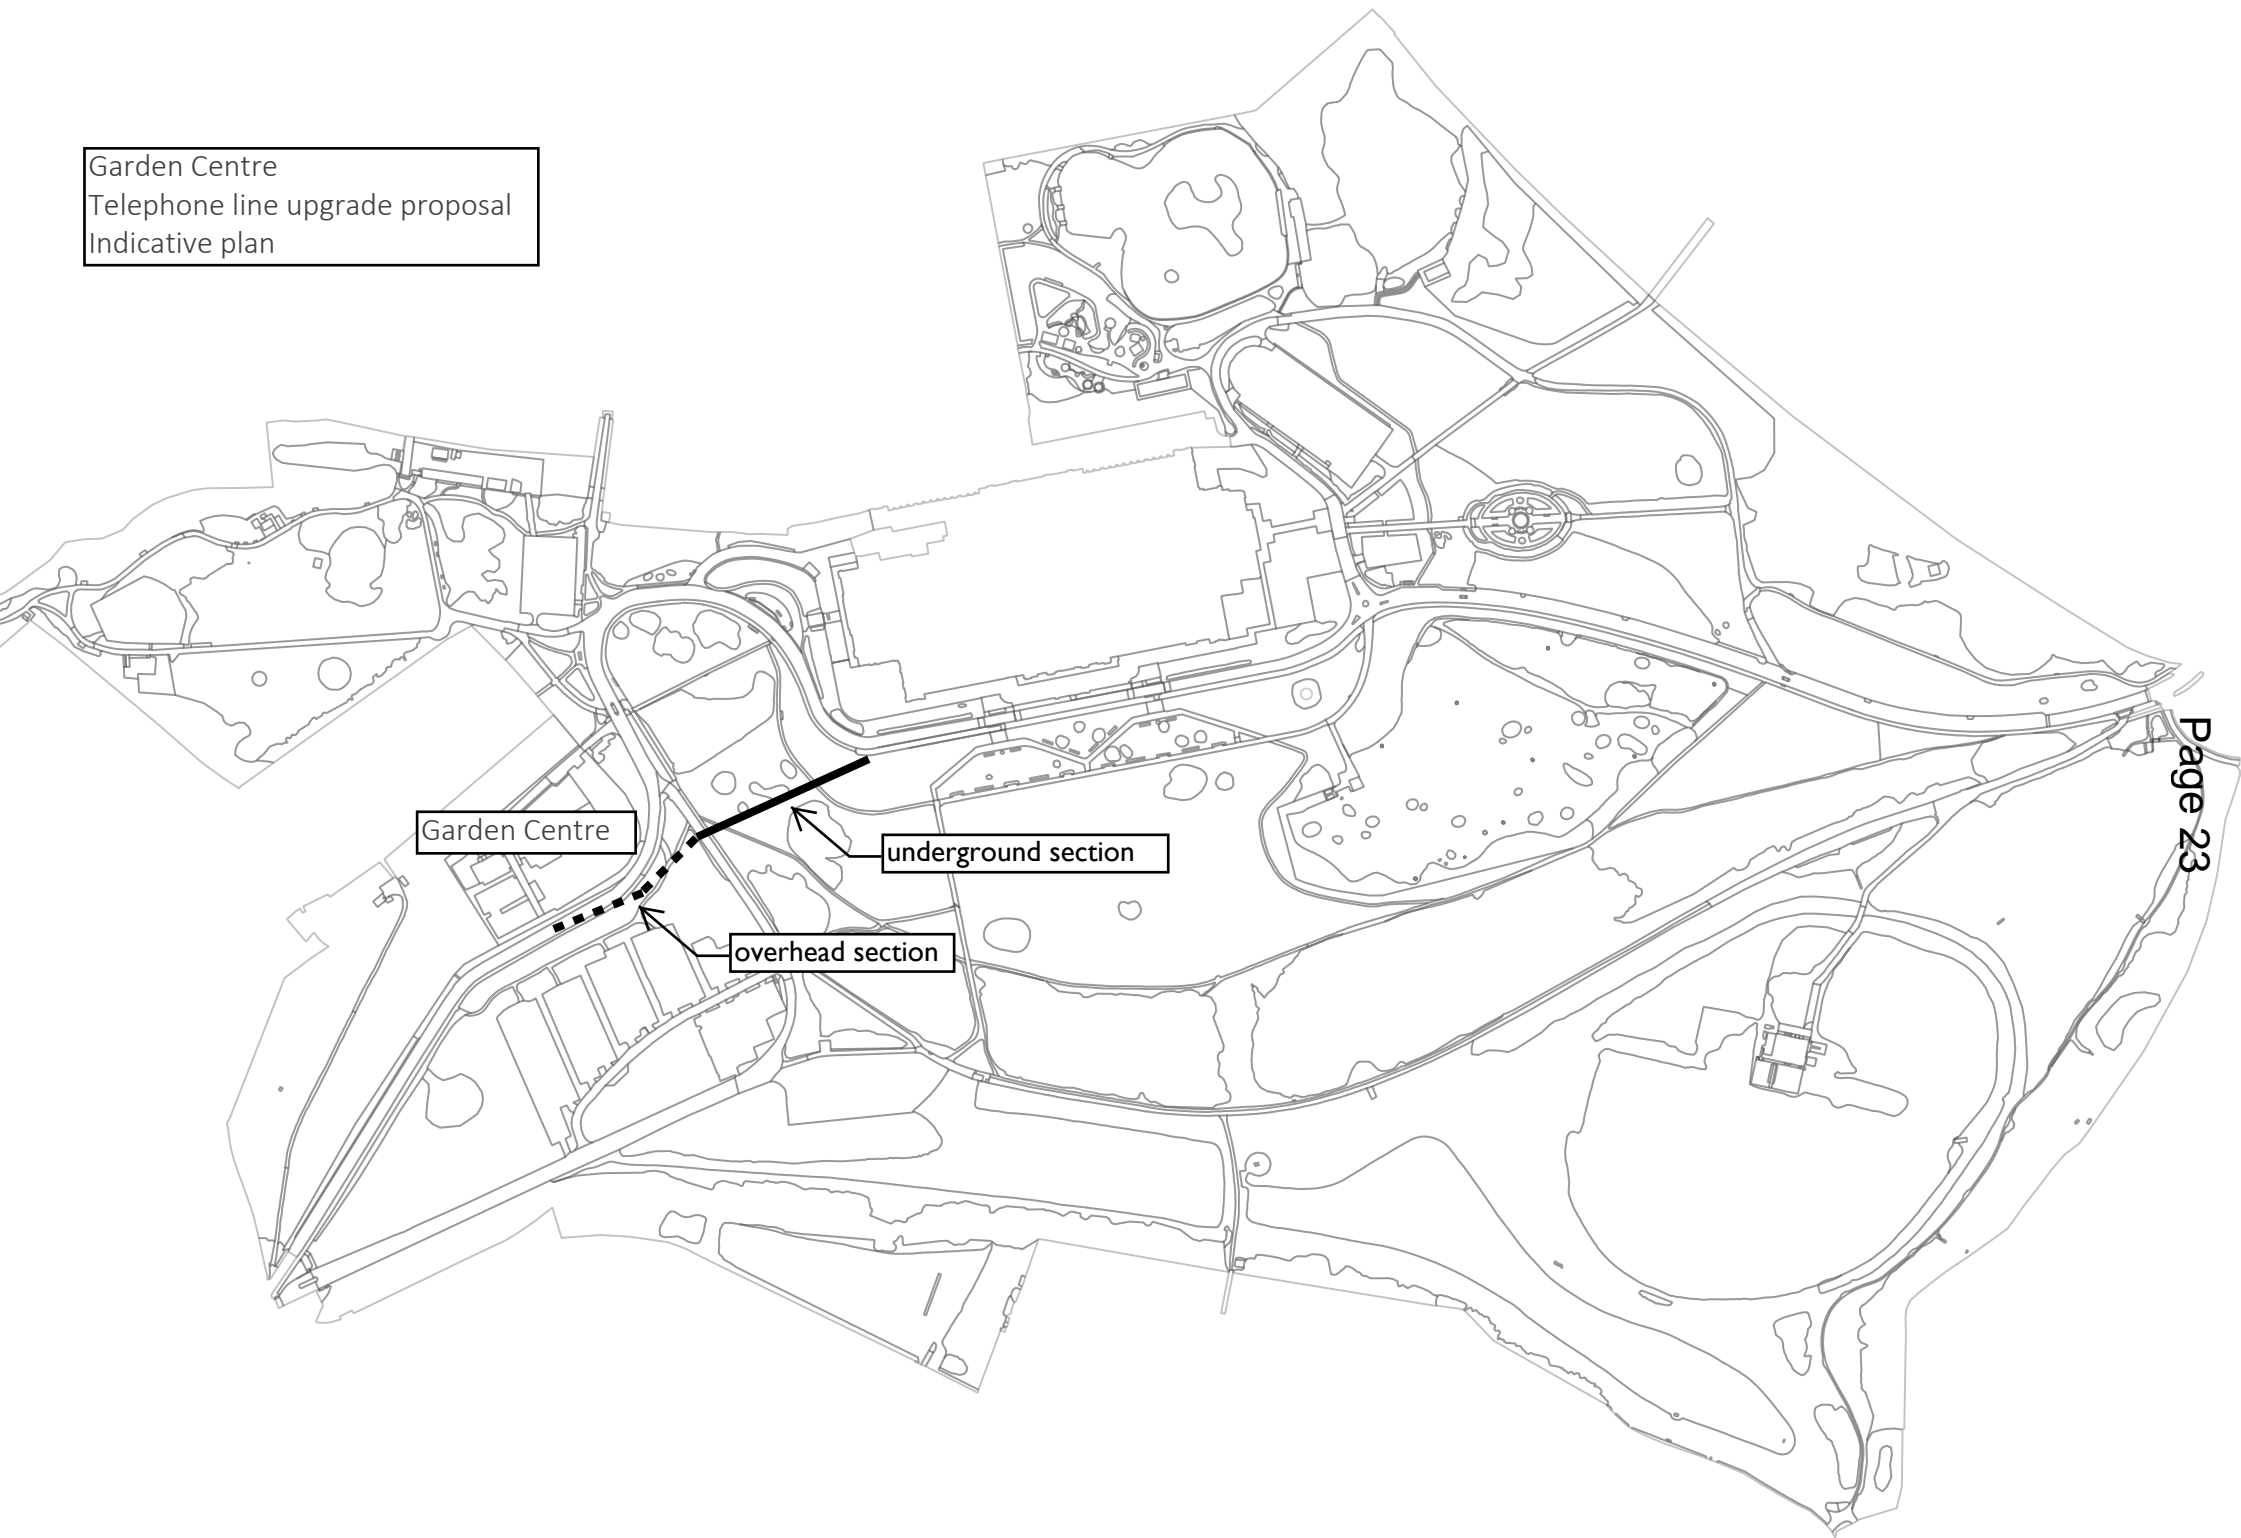 Garden Centre
Telephone line upgrade proposal
Indicative plan
Page 23
Garden Centre
underground section
overhead section